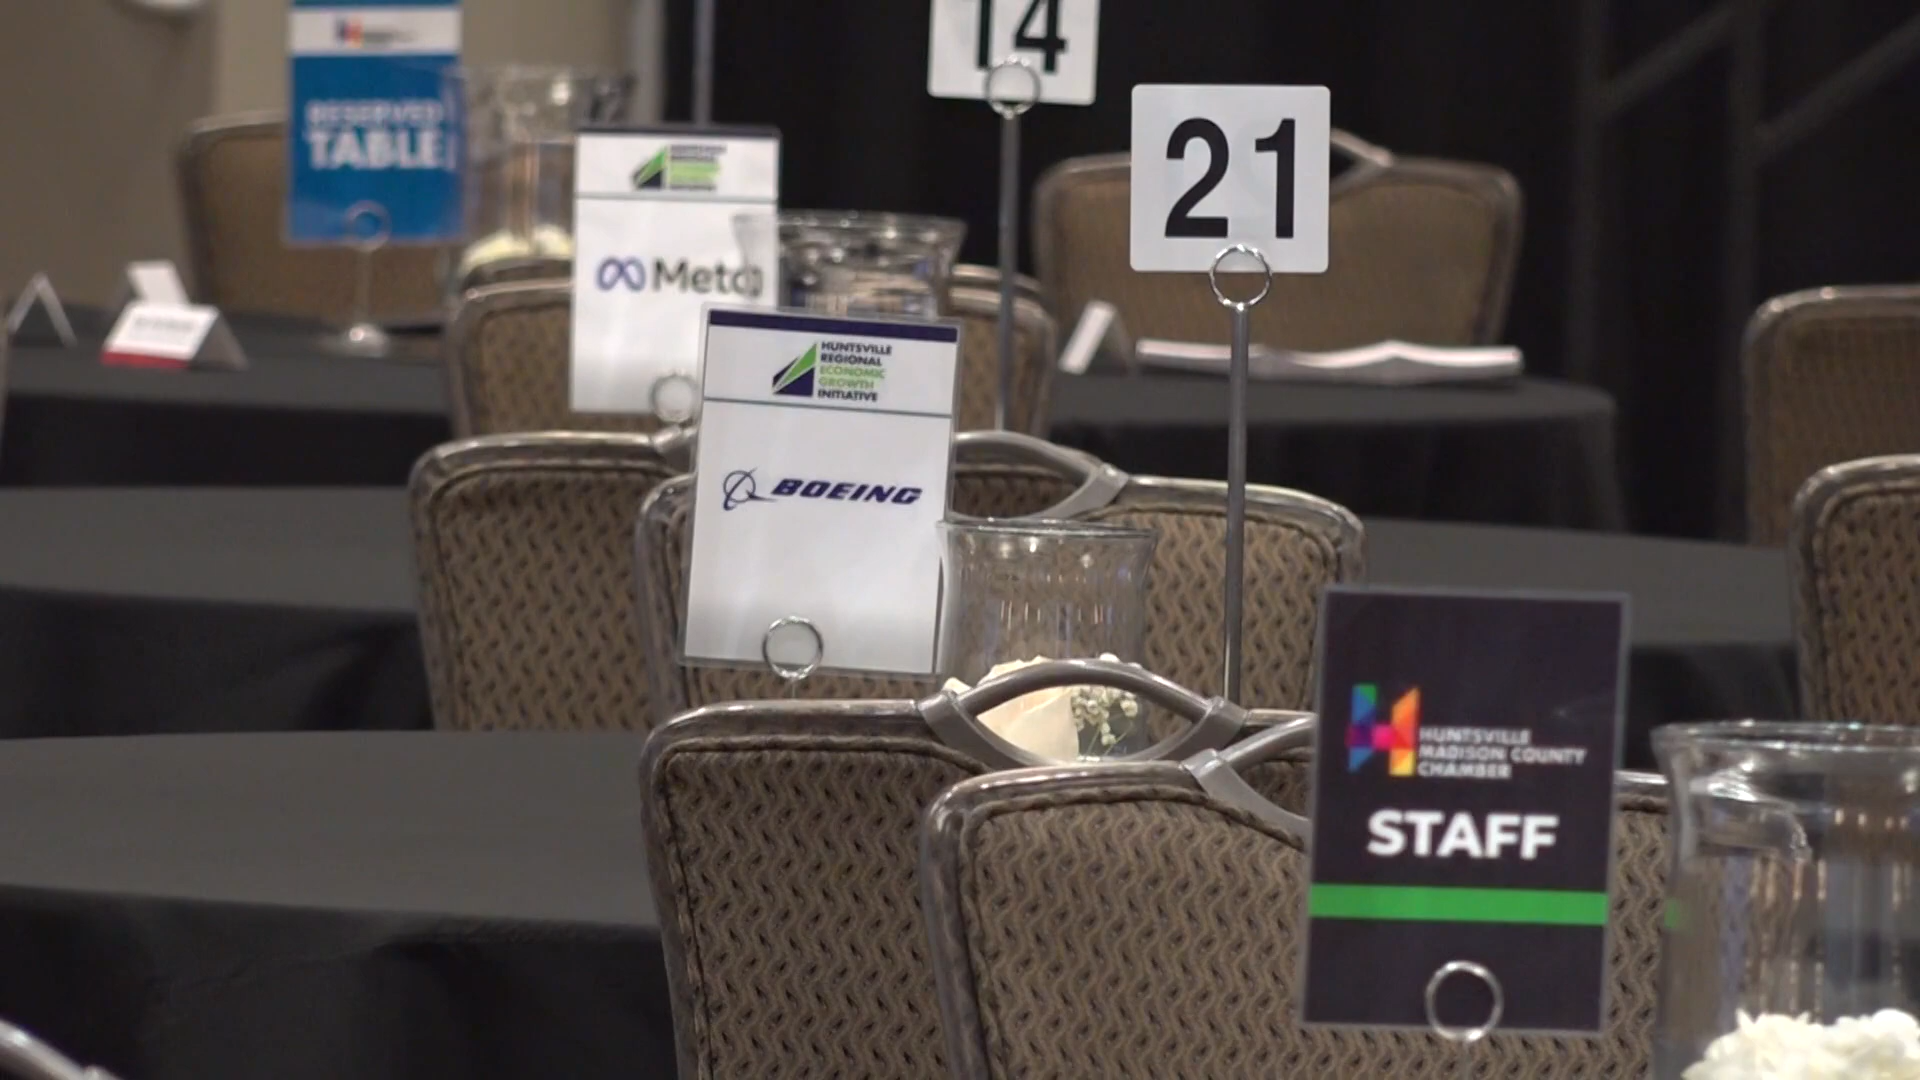 RESERVED
TABLE
14
21
Meta
HUNTSVILLE
REGIONAL
ECONOMIC
GROWTH
INITIATIVE
BOEING
HUNTSVILLE
MADISON COUNTY
CHAMBER
STAFF